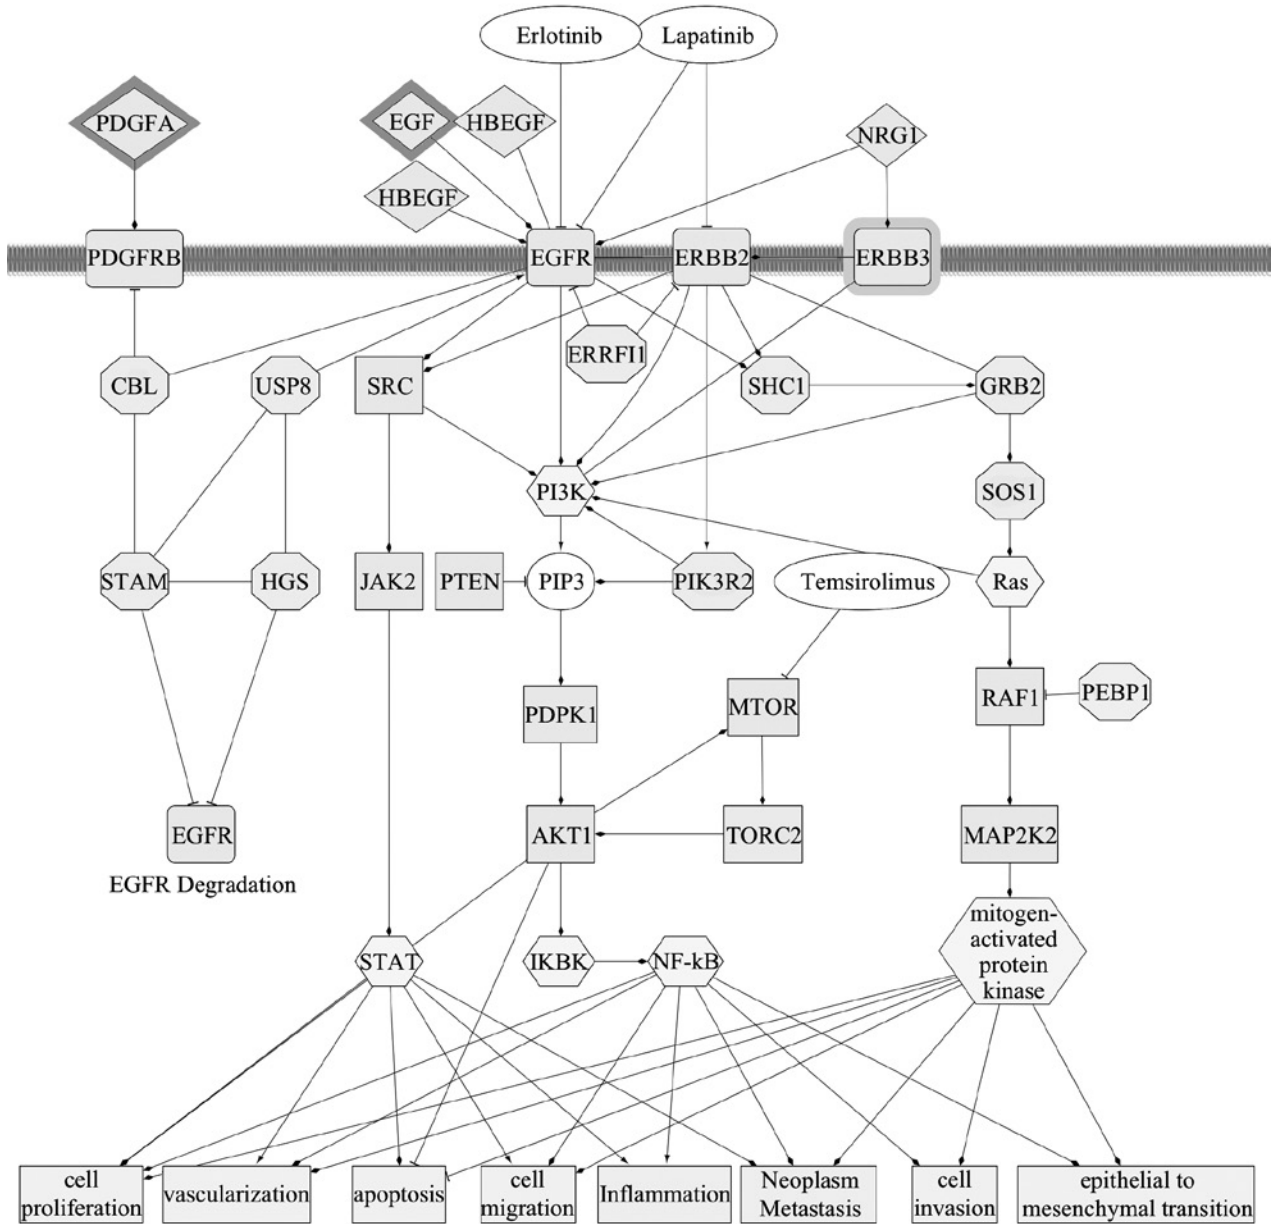 Erlotinib
Lapatinib
PDGFA
EGF
HBEGF
NRG1
HBEGF
PDGFRB
EGFR
ERBB2
ERBB3
ERRFI1
CBL
USP8
SRC
SHC1
GRB2
PI3K
SOS1
STAM
HGS
JAK2
PTEN
PIP3
PIK3R2
Temsirolimus
Ras
PDPK1
MTOR
RAF1
PEBP1
EGFR
AKT1
TORC2
MAP2K2
EGFR Degradation
STAT
IKBK
NF-kB
mitogen-
activated
protein
kinase
cell
proliferation
vascularization
apoptosis
cell
migration
Inflammation
Neoplasm
Metastasis
cell
invasion
epithelial to
mesenchymal transition